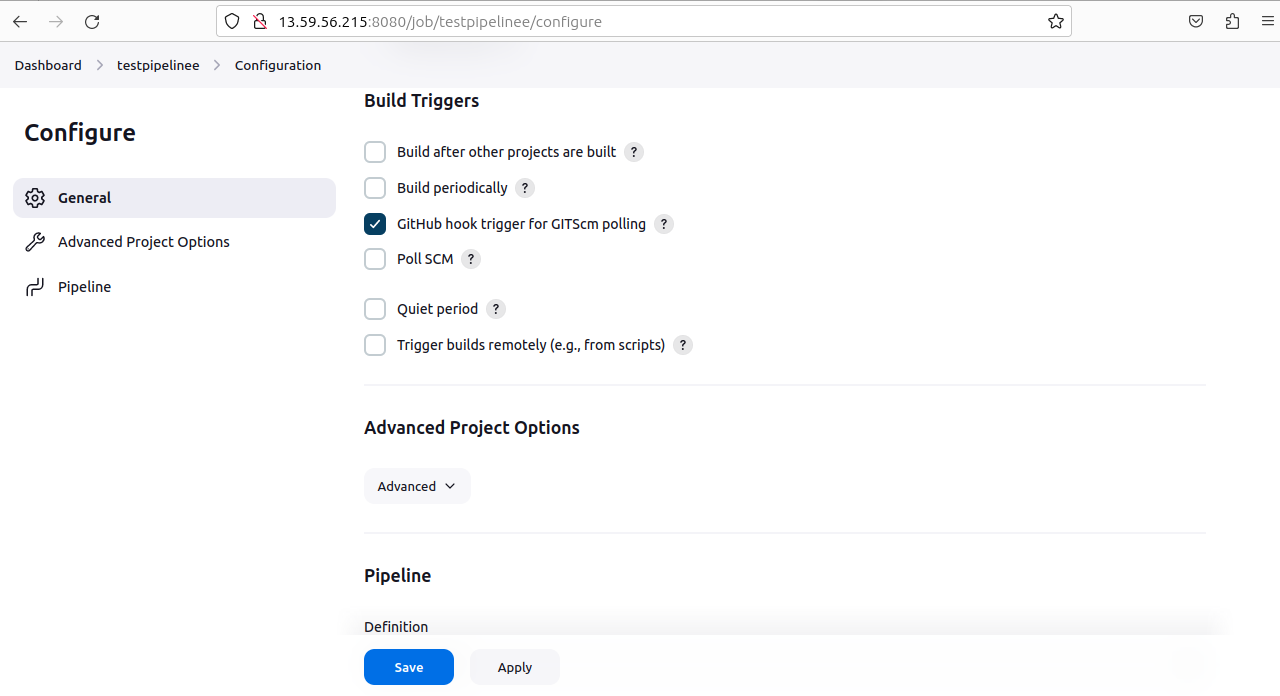 13.59.56.215:8080/job/testpipelinee/configure
Dashboard > testpipelinee > Configuration
Configure
General
Advanced Project Options
Pipeline
Build Triggers
Build after other projects are built ?
Build periodically ?
GitHub hook trigger for GITScm polling ?
Poll SCM ?
Quiet period ?
Trigger builds remotely (e.g., from scripts) ?
Advanced Project Options
Advanced
Pipeline
Definition
Save Apply